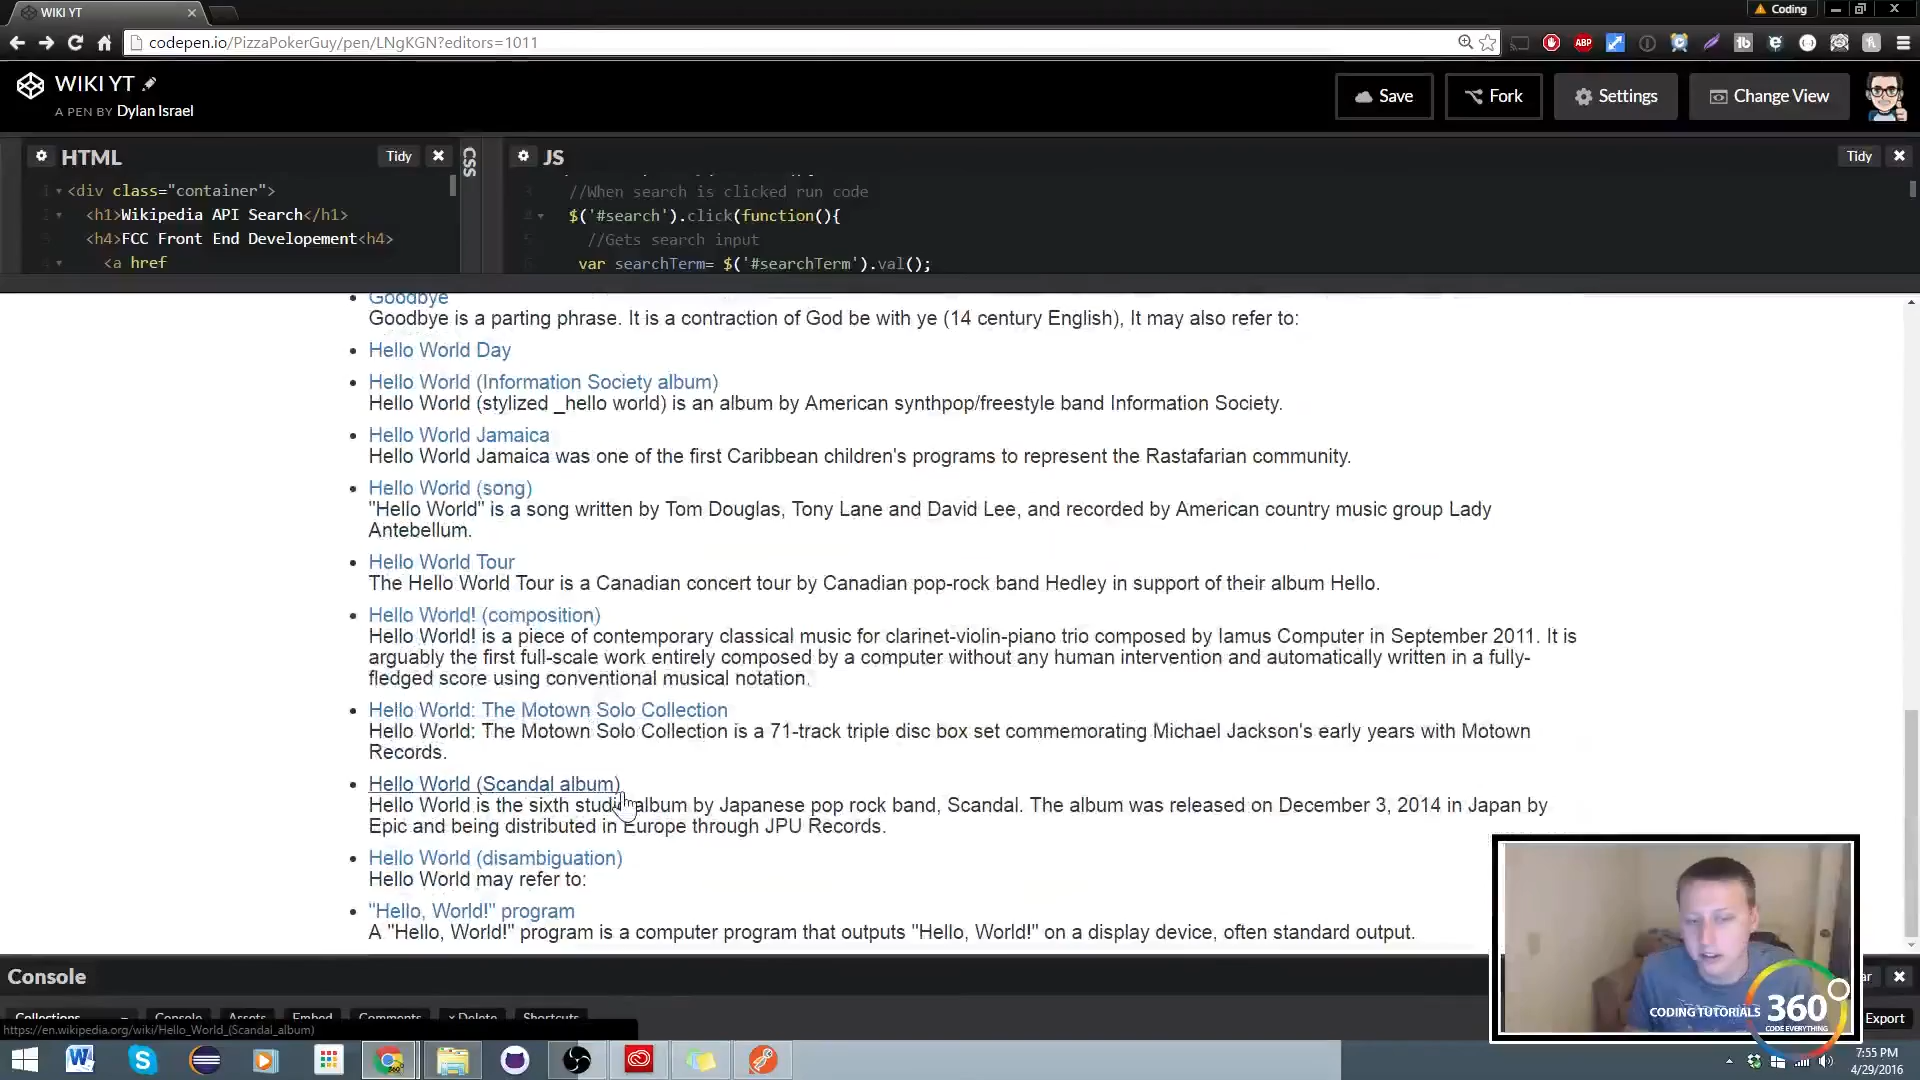 WIKI YT
Coding
codepen.io/PizzaPokerGuy/pen/LNgKGN?editors=1011
ABP
WIKI YT
A PEN BY Dylan Israel
Save
Fork
Settings
Change View
HTML
Tidy
CSS
JS
Tidy
<div class="container">
<h1>Wikipedia API Search</h1>
<h4>FCC Front End Developement<h4>
<a href
//When search is clicked run code
$('#search').click(function(){
//Gets search input
var searchTerm= $('#searchTerm').val();
Goodbye
Goodbye is a parting phrase. It is a contraction of God be with ye (14 century English), It may also refer to:
Hello World Day
Hello World (Information Society album)
Hello World (stylized _hello world) is an album by American synthpop/freestyle band Information Society.
Hello World Jamaica
Hello World Jamaica was one of the first Caribbean children's programs to represent the Rastafarian community.
Hello World (song)
"Hello World" is a song written by Tom Douglas, Tony Lane and David Lee, and recorded by American country music group Lady
Antebellum.
Hello World Tour
The Hello World Tour is a Canadian concert tour by Canadian pop-rock band Hedley in support of their album Hello.
Hello World! (composition)
Hello World! is a piece of contemporary classical music for clarinet-violin-piano trio composed by Iamus Computer in September 2011. It is
arguably the first full-scale work entirely composed by a computer without any human intervention and automatically written in a fully-
fledged score using conventional musical notation.
Hello World: The Motown Solo Collection
Hello World: The Motown Solo Collection is a 71-track triple disc box set commemorating Michael Jackson's early years with Motown
Records.
Hello World (Scandal album)
Hello World is the sixth studio album by Japanese pop rock band, Scandal. The album was released on December 3, 2014 in Japan by
Epic and being distributed in Europe through JPU Records.
Hello World (disambiguation)
Hello World may refer to:
"Hello, World!" program
A "Hello, World!" program is a computer program that outputs "Hello, World!" on a display device, often standard output.
Console
Collections
Console
Assets
Embed
Comments
× Delete
Shortcuts
Export
https://en.wikipedia.org/wiki/Hello_World_(Scandal_album)
CODING TUTORIALS 360
CODE EVERYTHING
7:55 PM
4/29/2016